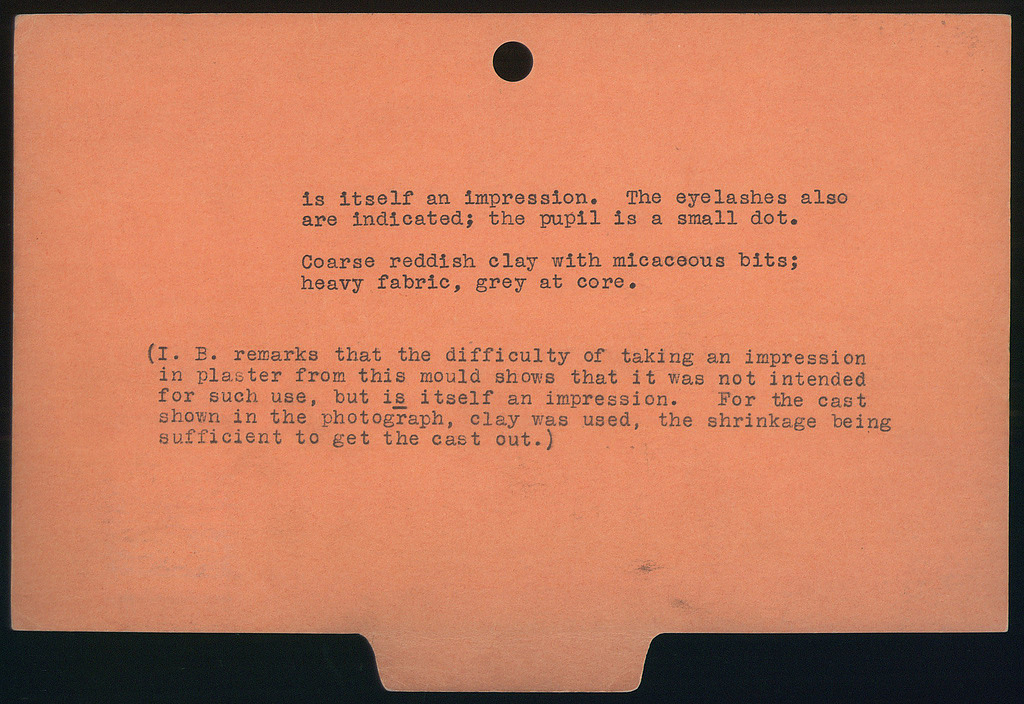 is itself an impression. The eyelashes also
are indicated; the pupil is a small dot.
Coarse reddish clay with micaceous bits;
heavy fabric, grey at core.
(I. B. remarks that the difficulty of taking an impression
in plaster from this mould shows that it was not intended
for such use, but is itself an impression. For the cast
shown in the photograph, clay was used, the shrinkage being
sufficient to get the cast out.)